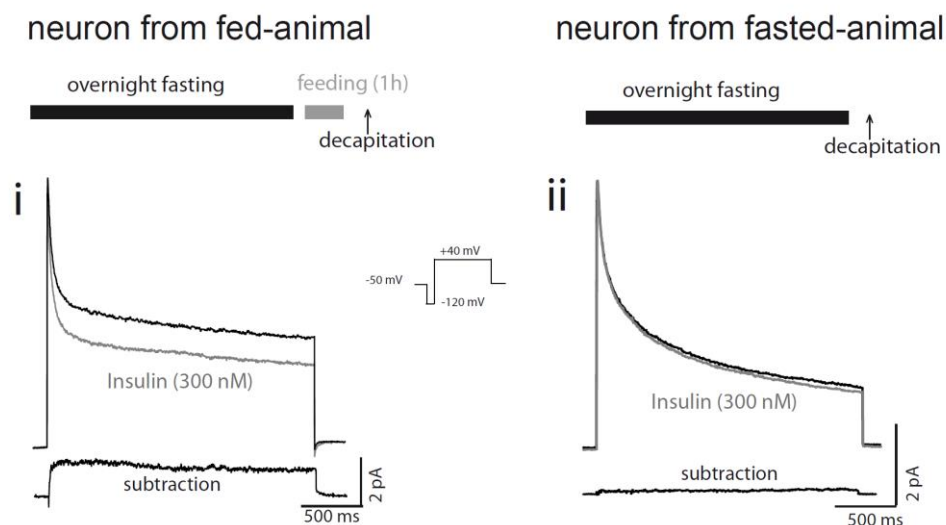 neuron from fed-animal
neuron from fasted-animal
overnight fasting
feeding (1h)
decapitation
overnight fasting
decapitation
i
ii
+40 mV
-50 mV
-120 mV
Insulin (300 nM)
Insulin (300 nM)
subtraction
2 pA
500 ms
subtraction
2 pA
500 ms